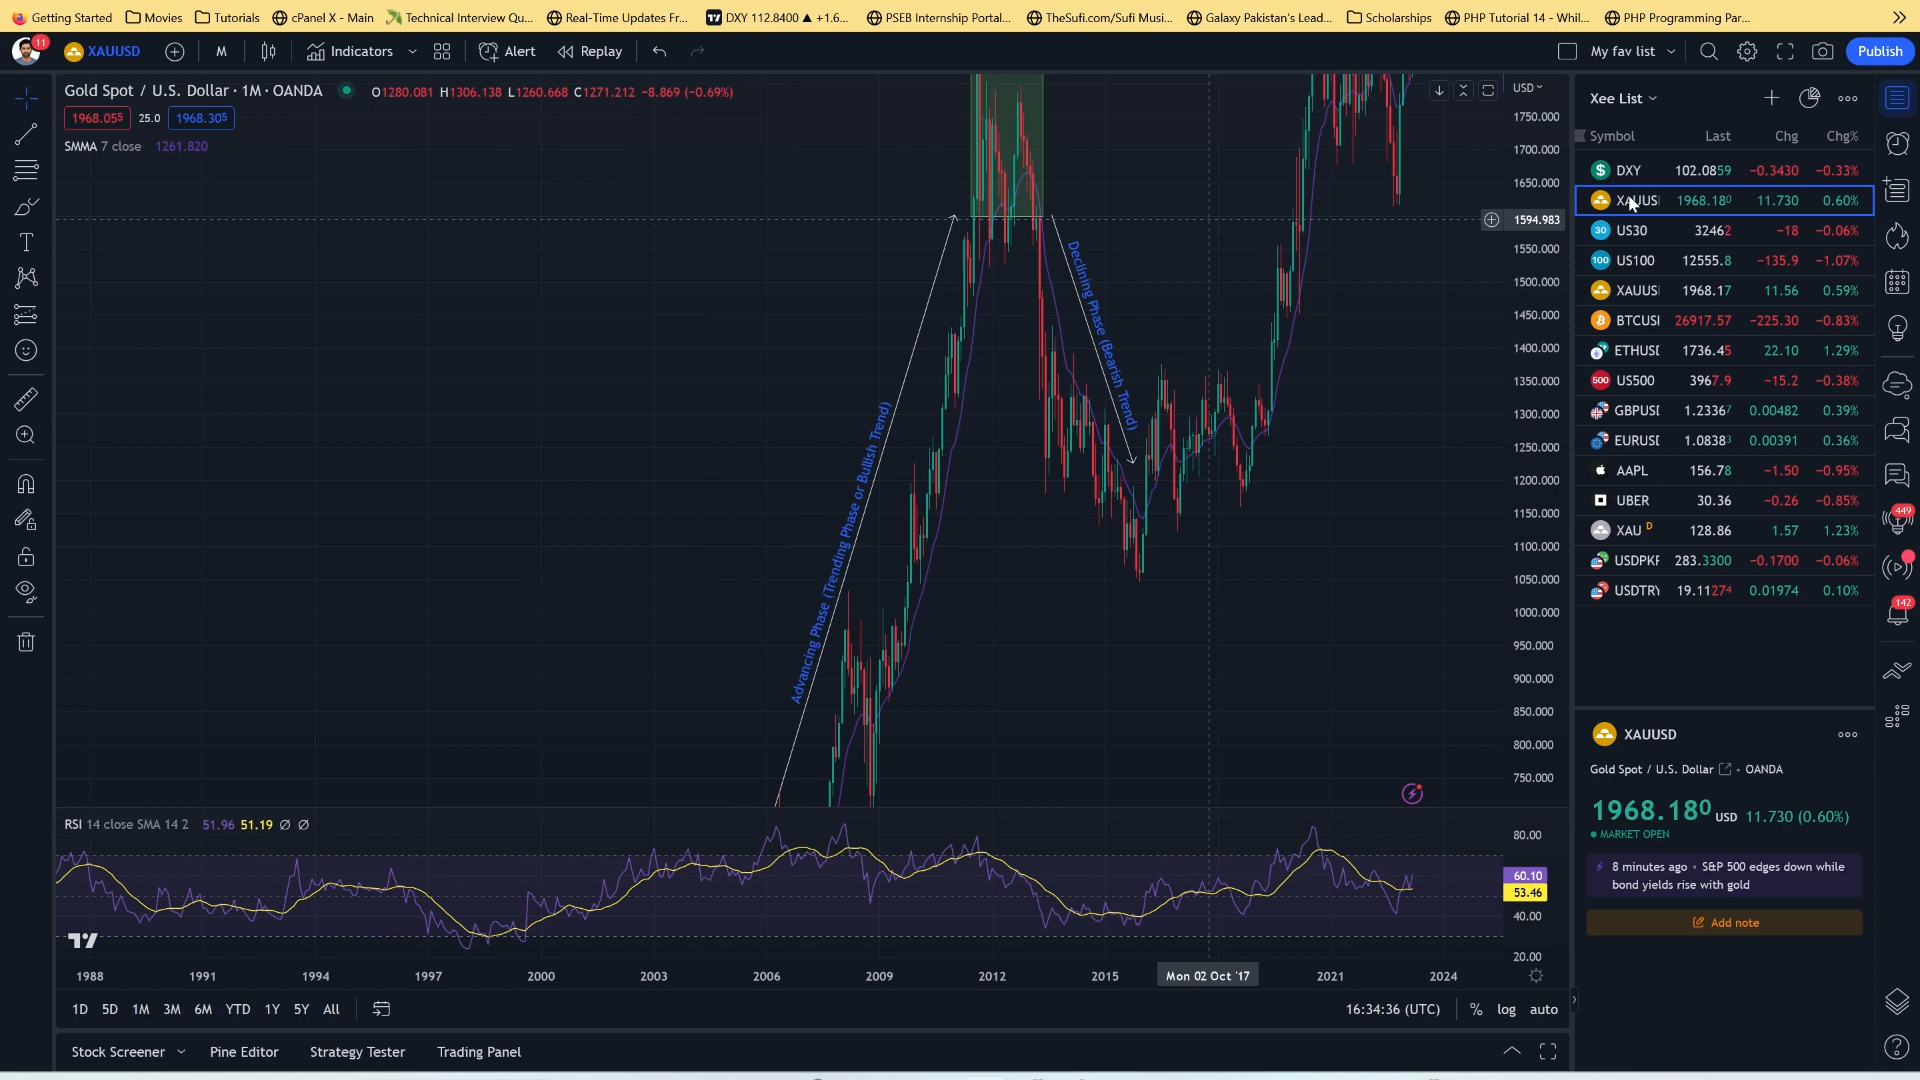 Getting Started Movies Tutorials cPanel X - Main Technical Interview Qu... Real-Time Updates Fr... DXY 112.8400 ▲ +1.6... PSEB Internship Portal... TheSufi.com/Sufi Musi... Galaxy Pakistan's Lead... Scholarships PHP Tutorial 14 - Whil... PHP Programming Par...
11 XAUUSD M Indicators Alert Replay My fav list Publish
Gold Spot / U.S. Dollar · 1M · OANDA O1280.081 H1306.138 L1260.668 C1271.212 −8.869 (−0.69%)
1968.055 25.0 1968.305
SMMA 7 close 1261.820
USD
1750.000
1700.000
1650.000
1594.983
1550.000
1500.000
1450.000
1400.000
1350.000
1300.000
1250.000
1200.000
1150.000
1100.000
1050.000
1000.000
950.000
900.000
850.000
800.000
750.000
Advancing Phase (Trending Phase or Bullish Trend)
Declining Phase (Bearish Trend)
RSI 14 close SMA 14 2 51.96 51.19 Ø Ø
80.00
60.10
53.46
40.00
20.00
1988 1991 1994 1997 2000 2003 2006 2009 2012 2015 Mon 02 Oct '17 2021 2024
1D 5D 1M 3M 6M YTD 1Y 5Y All 16:34:36 (UTC) % log auto
Stock Screener Pine Editor Strategy Tester Trading Panel
Xee List
Symbol Last Chg Chg%
DXY 102.0859 −0.3430 −0.33%
XAUUS 1968.180 11.730 0.60%
30 US30 32462 −18 −0.06%
100 US100 12555.8 −135.9 −1.07%
XAUUS 1968.17 11.56 0.59%
BTCUSI 26917.57 −225.30 −0.83%
ETHUSI 1736.45 22.10 1.29%
500 US500 3967.9 −15.2 −0.38%
GBPUSI 1.23367 0.00482 0.39%
EURUSI 1.08383 0.00391 0.36%
AAPL 156.78 −1.50 −0.95%
UBER 30.36 −0.26 −0.85%
XAU D 128.86 1.57 1.23%
USDPKF 283.3300 −0.1700 −0.06%
USDTRY 19.11274 0.01974 0.10%
XAUUSD
Gold Spot / U.S. Dollar · OANDA
1968.180 USD 11.730 (0.60%)
MARKET OPEN
8 minutes ago · S&P 500 edges down while
bond yields rise with gold
Add note
449
142